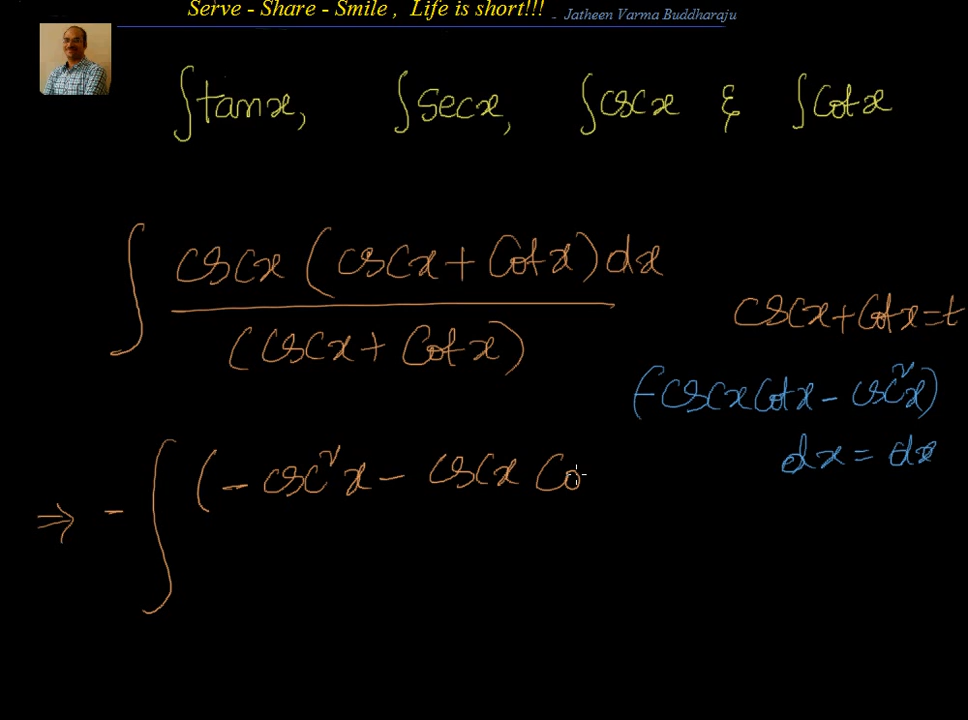 Serve - Share - Smile , Life is short!!! - Jatheen Varma Buddharaju
∫tanx, ∫secx, ∫cscx & ∫Cotx
∫ cscx (cscx + Cotx) dx
(cscx + Cotx)
cscx + Cotx = t
(-cscx Cotx - csc²x)
dx = dx
⇒ - ∫ (- csc²x - cscx Co